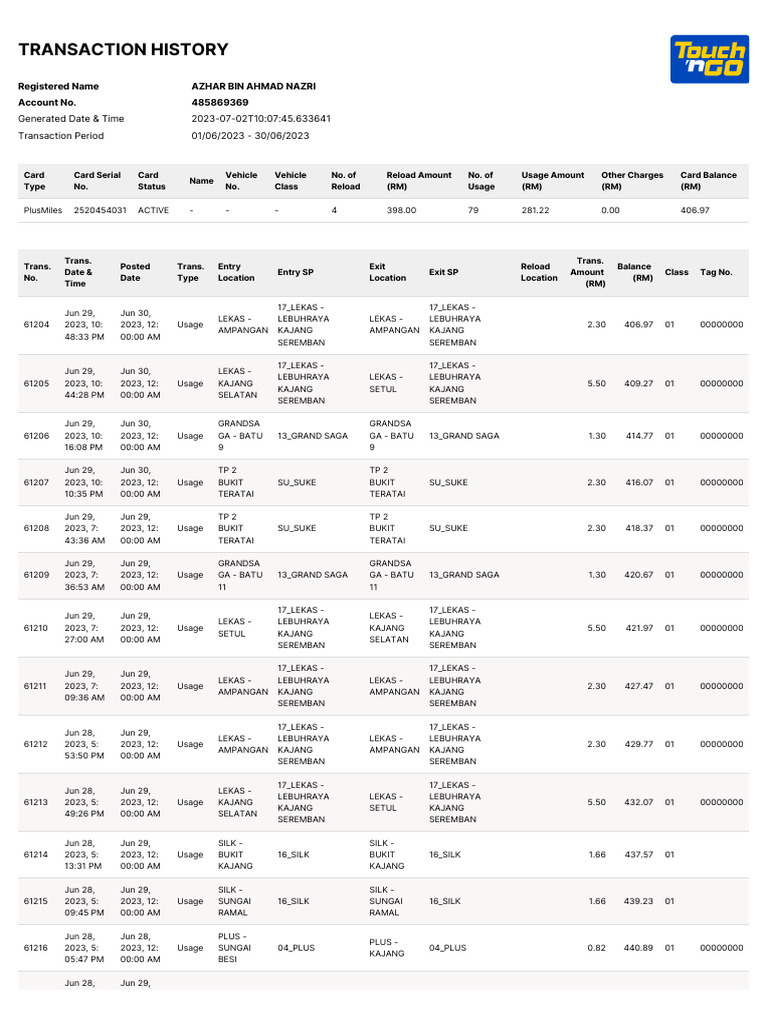 TRANSACTION HISTORY
Touch
'n GO
Registered Name AZHAR BIN AHMAD NAZRI
Account No. 485869369
Generated Date & Time 2023-07-02T10:07:45.633641
Transaction Period 01/06/2023 - 30/06/2023
Card Type Card Serial No. Card Status Name Vehicle No. Vehicle Class No. of Reload Reload Amount (RM) No. of Usage Usage Amount (RM) Other Charges (RM) Card Balance (RM)
PlusMiles 2520454031 ACTIVE - - - 4 398.00 79 281.22 0.00 406.97
Trans. No. Trans. Date & Time Posted Date Trans. Type Entry Location Entry SP Exit Location Exit SP Reload Location Trans. Amount (RM) Balance (RM) Class Tag No.
61204 Jun 29, 2023, 10:48:33 PM Jun 30, 2023, 12:00:00 AM Usage LEKAS - AMPANGAN 17_LEKAS - LEBUHRAYA KAJANG SEREMBAN LEKAS - AMPANGAN 17_LEKAS - LEBUHRAYA KAJANG SEREMBAN 2.30 406.97 01 00000000
61205 Jun 29, 2023, 10:44:28 PM Jun 30, 2023, 12:00:00 AM Usage LEKAS - KAJANG SELATAN 17_LEKAS - LEBUHRAYA KAJANG SEREMBAN LEKAS - SETUL 17_LEKAS - LEBUHRAYA KAJANG SEREMBAN 5.50 409.27 01 00000000
61206 Jun 29, 2023, 10:16:08 PM Jun 30, 2023, 12:00:00 AM Usage GRANDSAGA - BATU 9 13_GRAND SAGA GRANDSAGA - BATU 9 13_GRAND SAGA 1.30 414.77 01 00000000
61207 Jun 29, 2023, 10:10:35 PM Jun 30, 2023, 12:00:00 AM Usage TP 2 BUKIT TERATAI SU_SUKE TP 2 BUKIT TERATAI SU_SUKE 2.30 416.07 01 00000000
61208 Jun 29, 2023, 7:43:36 AM Jun 29, 2023, 12:00:00 AM Usage TP 2 BUKIT TERATAI SU_SUKE TP 2 BUKIT TERATAI SU_SUKE 2.30 418.37 01 00000000
61209 Jun 29, 2023, 7:36:53 AM Jun 29, 2023, 12:00:00 AM Usage GRANDSAGA - BATU 11 13_GRAND SAGA GRANDSAGA - BATU 11 13_GRAND SAGA 1.30 420.67 01 00000000
61210 Jun 29, 2023, 7:27:00 AM Jun 29, 2023, 12:00:00 AM Usage LEKAS - SETUL 17_LEKAS - LEBUHRAYA KAJANG SEREMBAN LEKAS - KAJANG SELATAN 17_LEKAS - LEBUHRAYA KAJANG SEREMBAN 5.50 421.97 01 00000000
61211 Jun 29, 2023, 7:09:36 AM Jun 29, 2023, 12:00:00 AM Usage LEKAS - AMPANGAN 17_LEKAS - LEBUHRAYA KAJANG SEREMBAN LEKAS - AMPANGAN 17_LEKAS - LEBUHRAYA KAJANG SEREMBAN 2.30 427.47 01 00000000
61212 Jun 28, 2023, 5:53:50 PM Jun 29, 2023, 12:00:00 AM Usage LEKAS - AMPANGAN 17_LEKAS - LEBUHRAYA KAJANG SEREMBAN LEKAS - AMPANGAN 17_LEKAS - LEBUHRAYA KAJANG SEREMBAN 2.30 429.77 01 00000000
61213 Jun 28, 2023, 5:49:26 PM Jun 29, 2023, 12:00:00 AM Usage LEKAS - KAJANG SELATAN 17_LEKAS - LEBUHRAYA KAJANG SEREMBAN LEKAS - SETUL 17_LEKAS - LEBUHRAYA KAJANG SEREMBAN 5.50 432.07 01 00000000
61214 Jun 28, 2023, 5:13:31 PM Jun 29, 2023, 12:00:00 AM Usage SILK - BUKIT KAJANG 16_SILK SILK - BUKIT KAJANG 16_SILK 1.66 437.57 01
61215 Jun 28, 2023, 5:09:45 PM Jun 29, 2023, 12:00:00 AM Usage SILK - SUNGAI RAMAL 16_SILK SILK - SUNGAI RAMAL 16_SILK 1.66 439.23 01
61216 Jun 28, 2023, 5:05:47 PM Jun 28, 2023, 12:00:00 AM Usage PLUS - SUNGAI BESI 04_PLUS PLUS - KAJANG 04_PLUS 0.82 440.89 01 00000000
Jun 28, Jun 29,